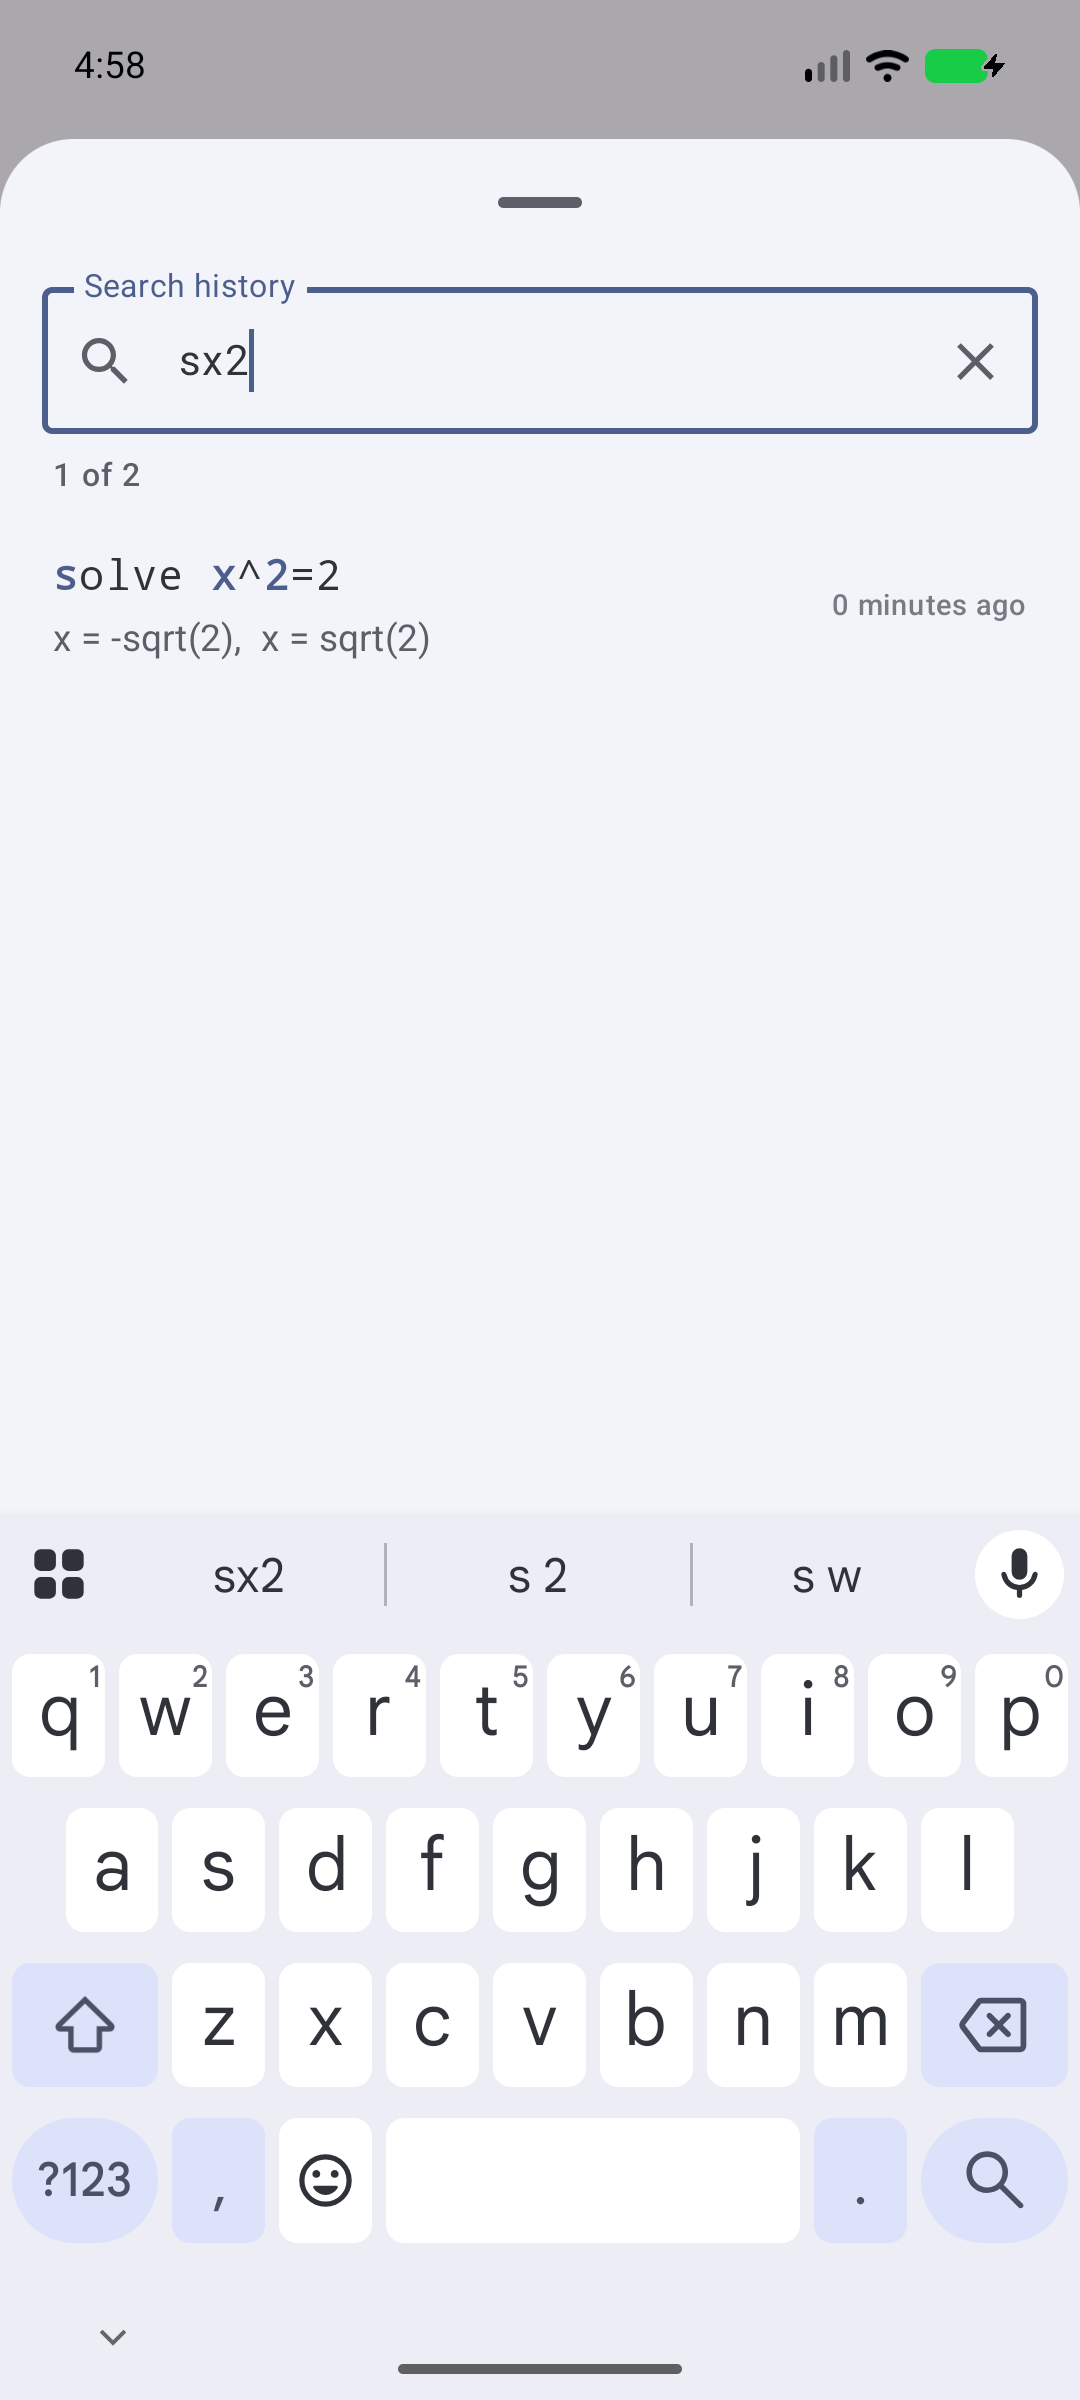 4:58
Search history
sx2
1 of 2
solve x^2=2
0 minutes ago
x = -sqrt(2),  x = sqrt(2)
sx2
s 2
s w
q1 w2 e3 r4 t5 y6 u7 i8 o9 p0
a s d f g h j k l
z x c v b n m
?123 , .